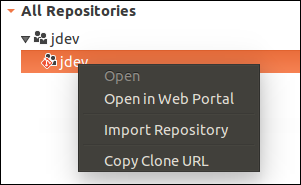 All Repositories
jdev
jdev
Open
Open in Web Portal
Import Repository
Copy Clone URL